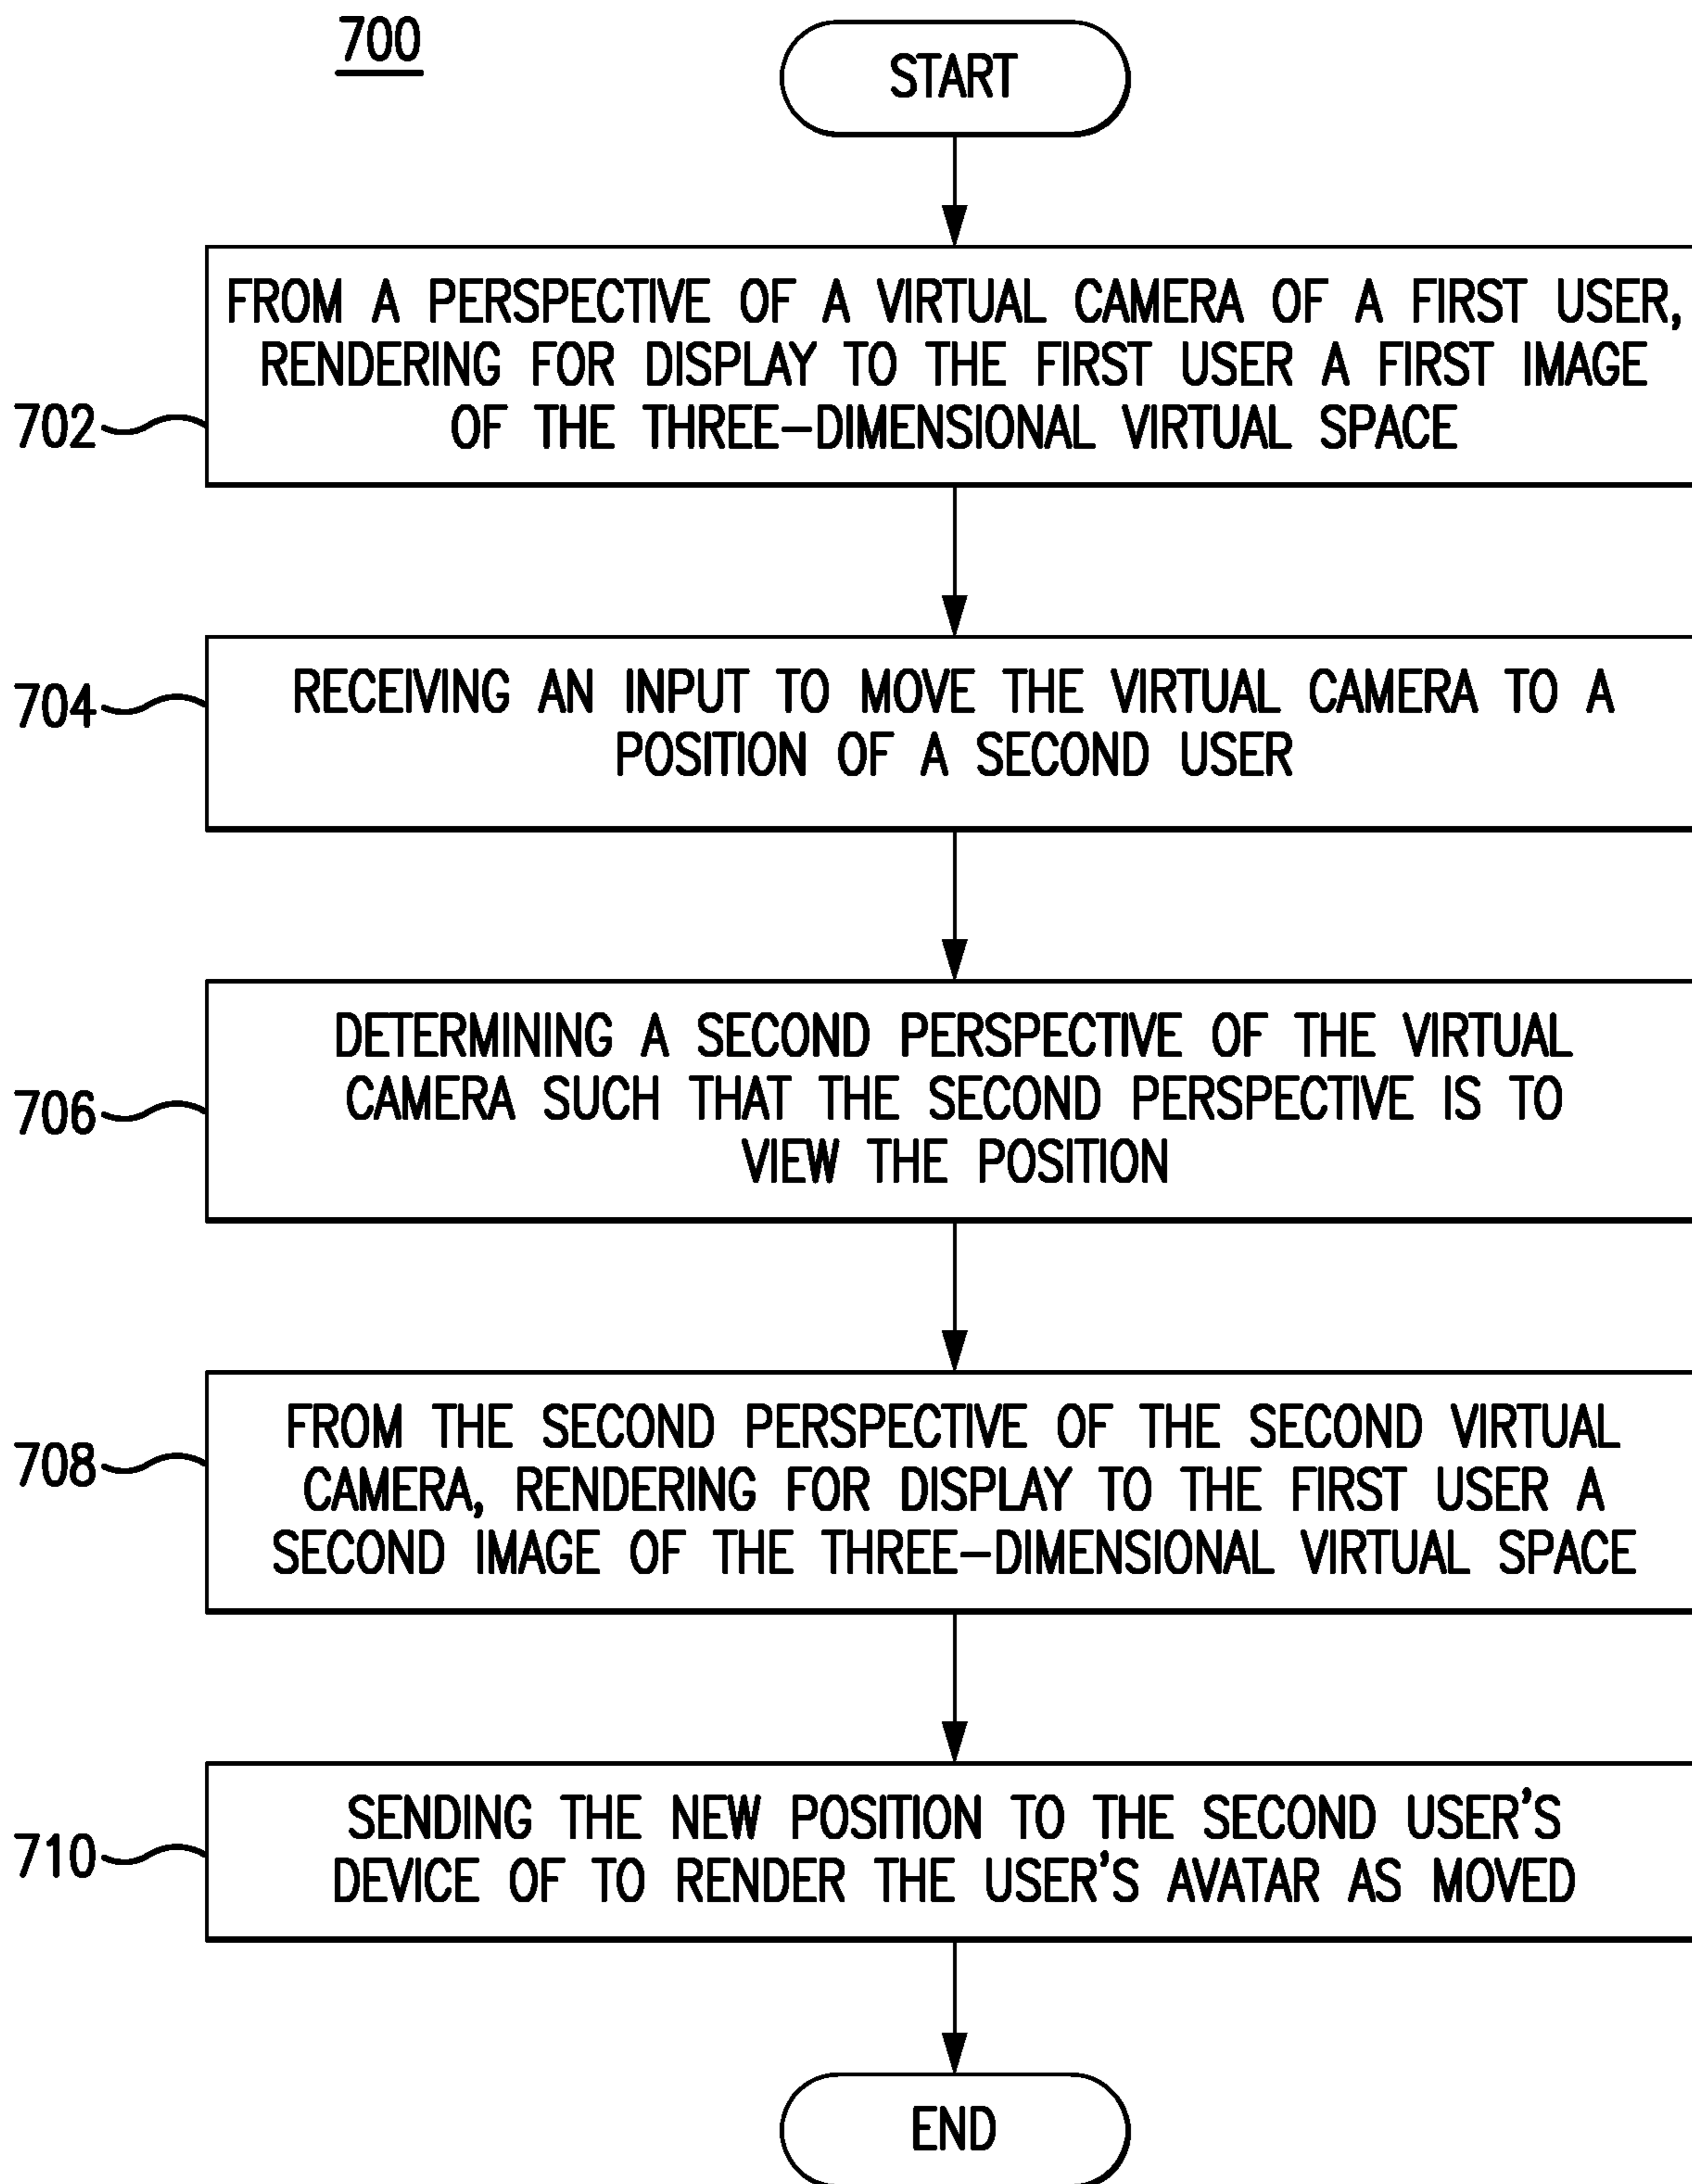 700
START
FROM A PERSPECTIVE OF A VIRTUAL CAMERA OF A FIRST USER,
RENDERING FOR DISPLAY TO THE FIRST USER A FIRST IMAGE
OF THE THREE-DIMENSIONAL VIRTUAL SPACE
702
RECEIVING AN INPUT TO MOVE THE VIRTUAL CAMERA TO A
POSITION OF A SECOND USER
704
DETERMINING A SECOND PERSPECTIVE OF THE VIRTUAL
CAMERA SUCH THAT THE SECOND PERSPECTIVE IS TO
VIEW THE POSITION
706
FROM THE SECOND PERSPECTIVE OF THE SECOND VIRTUAL
CAMERA, RENDERING FOR DISPLAY TO THE FIRST USER A
SECOND IMAGE OF THE THREE-DIMENSIONAL VIRTUAL SPACE
708
SENDING THE NEW POSITION TO THE SECOND USER'S
DEVICE OF TO RENDER THE USER'S AVATAR AS MOVED
710
END